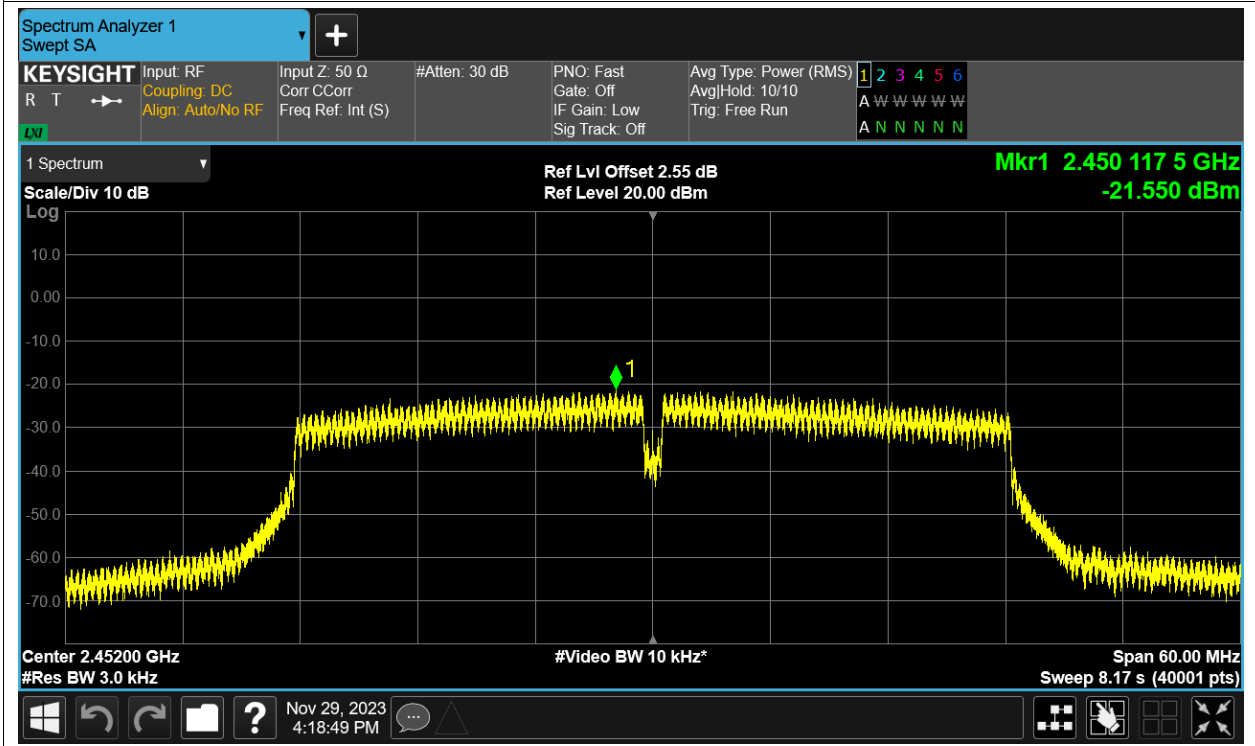 Spectrum Analyzer 1
Swept SA
KEYSIGHT
R T
LXI
Input: RF
Coupling: DC
Align: Auto/No RF
Input Z: 50 Ω
Corr CCorr
Freq Ref: Int (S)
#Atten: 30 dB
PNO: Fast
Gate: Off
IF Gain: Low
Sig Track: Off
Avg Type: Power (RMS)
Avg|Hold: 10/10
Trig: Free Run
1 2 3 4 5 6
A W W W W W
A N N N N N
1 Spectrum
Scale/Div 10 dB
Ref Lvl Offset 2.55 dB
Ref Level 20.00 dBm
Mkr1 2.450 117 5 GHz
-21.550 dBm
Log
10.0
0.00
-10.0
-20.0
-30.0
-40.0
-50.0
-60.0
-70.0
1
Center 2.45200 GHz
#Res BW 3.0 kHz
#Video BW 10 kHz*
Span 60.00 MHz
Sweep 8.17 s (40001 pts)
?
Nov 29, 2023
4:18:49 PM